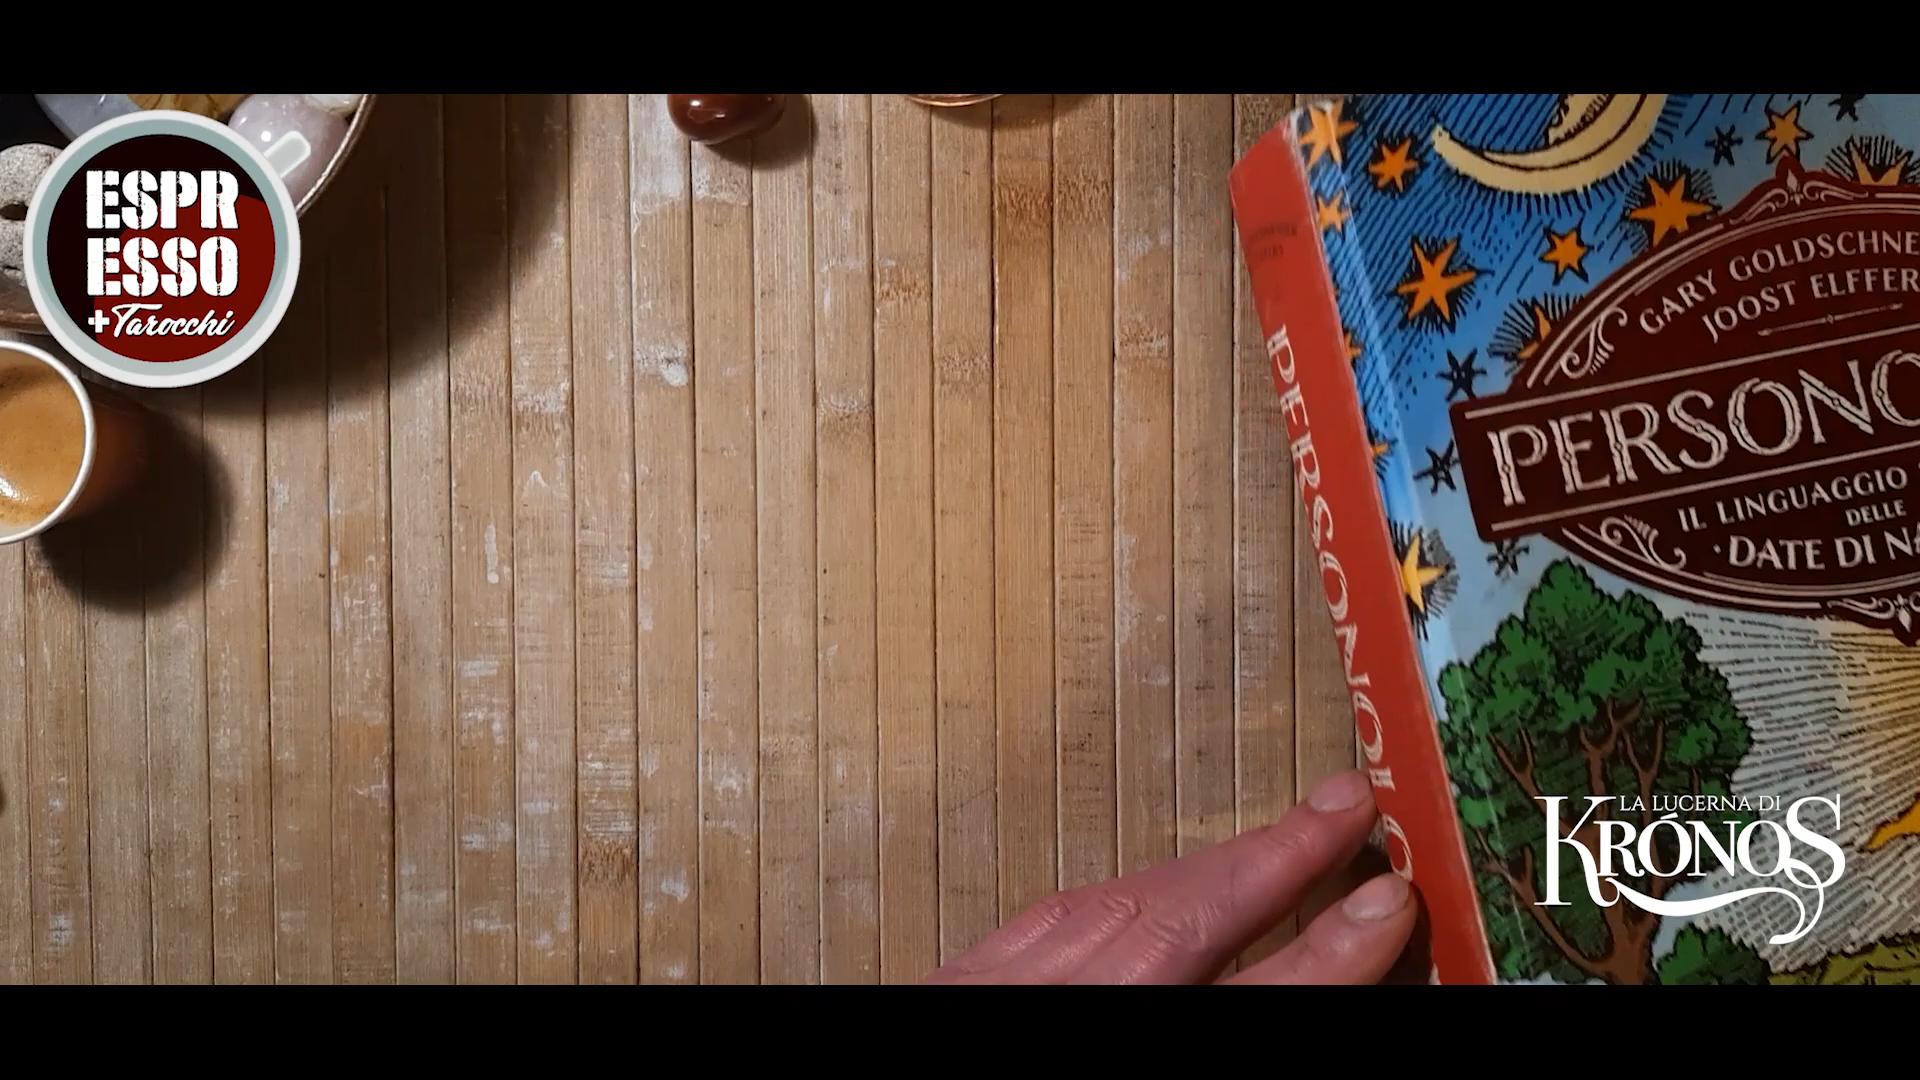 ESPR
ESSO
+Tarocchi
GARY GOLDSCHNE
JOOST ELFFER
PERSONO
IL LINGUAGGIO
DELLE
·DATE DI NA
PERSONOLO
LA LUCERNA DI
KRÓNOS